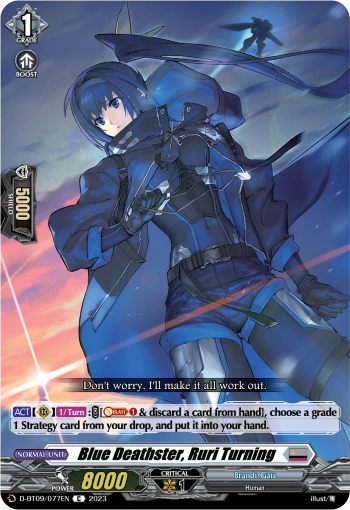 1
GRADE
BOOST
5000
SHIELD
Don't worry. I'll make it all work out.
ACT 【 R 】 1/Turn : COST [ S BLAST 1 & discard a card from hand], choose a grade
1 Strategy card from your drop, and put it into your hand.
NORMAL UNIT Blue Deathster, Ruri Turning
POWER 8000 CRITICAL 1 Brandt Gate
Human
D-BT09/077EN C 2023 illust/